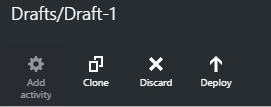 Drafts/Draft-1
Add activity
Clone
Discard
Deploy